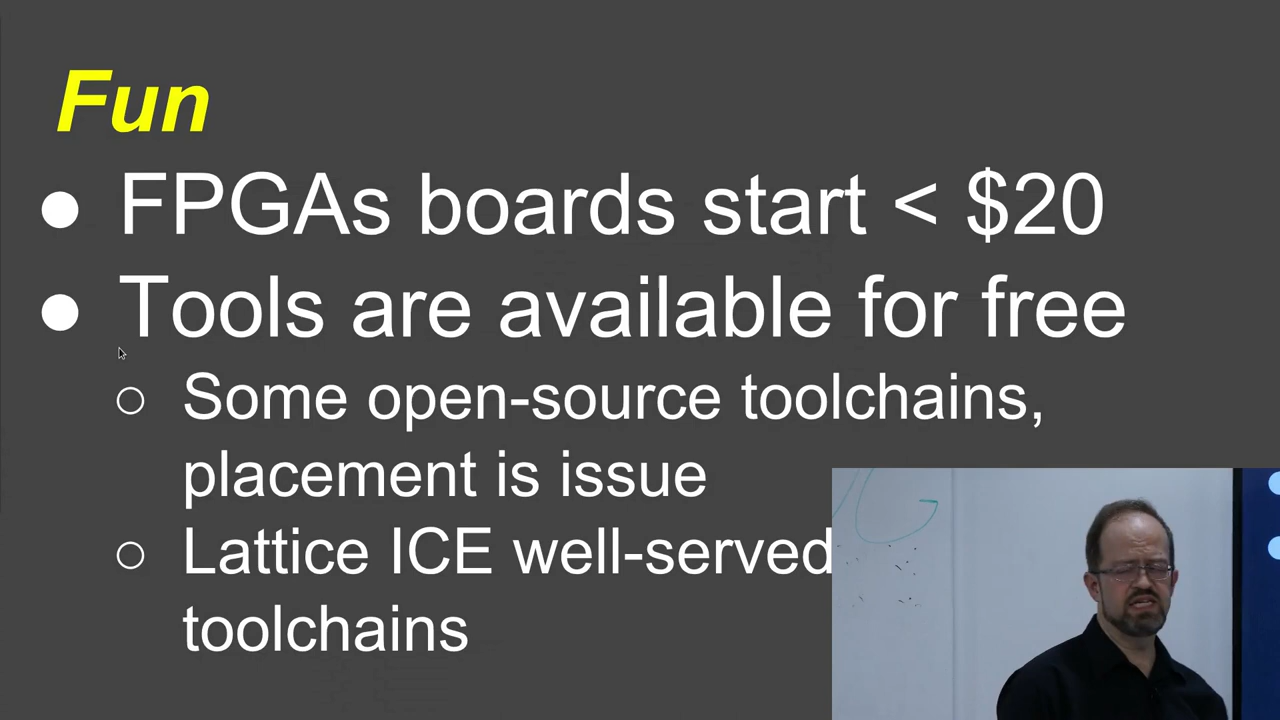 Fun
● FPGAs boards start < $20
● Tools are available for free
○ Some open-source toolchains,
placement is issue
○ Lattice ICE well-served
toolchains